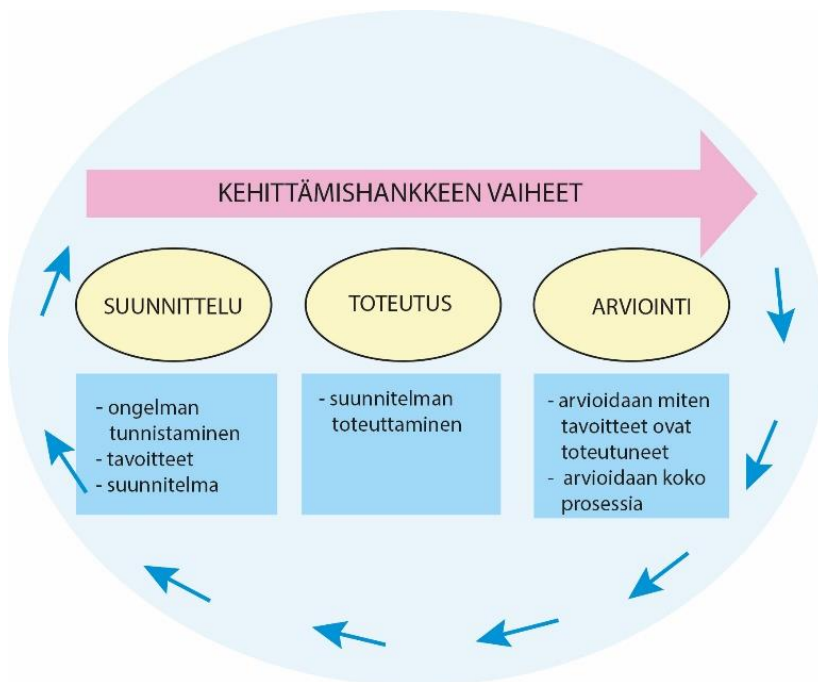 KEHITTÄMISHANKKEEN VAIHEET
SUUNNITTELU
TOTEUTUS
ARVIOINTI
- ongelman
tunnistaminen
- tavoitteet
- suunnitelma
- suunnitelman
toteuttaminen
- arvioidaan miten
tavoitteet ovat
toteutuneet
- arvioidaan koko
prosessia